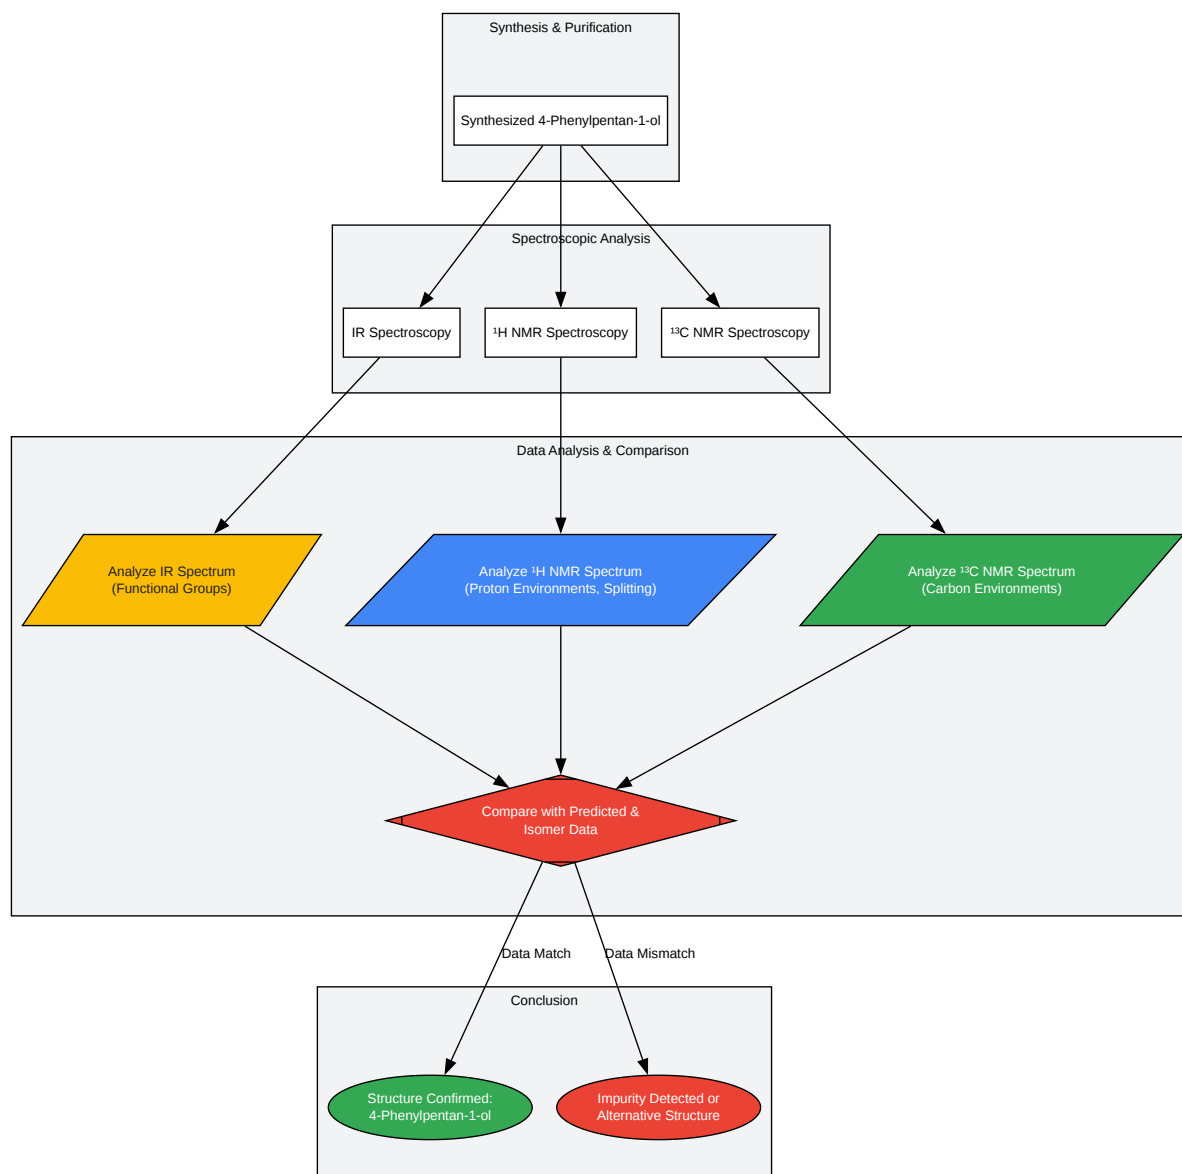 Synthesis & Purification
Synthesized 4-Phenylpentan-1-ol
Spectroscopic Analysis
IR Spectroscopy
¹H NMR Spectroscopy
¹³C NMR Spectroscopy
Data Analysis & Comparison
Analyze IR Spectrum
(Functional Groups)
Analyze ¹H NMR Spectrum
(Proton Environments, Splitting)
Analyze ¹³C NMR Spectrum
(Carbon Environments)
Compare with Predicted &
Isomer Data
Data Match
Data Mismatch
Conclusion
Structure Confirmed:
4-Phenylpentan-1-ol
Impurity Detected or
Alternative Structure